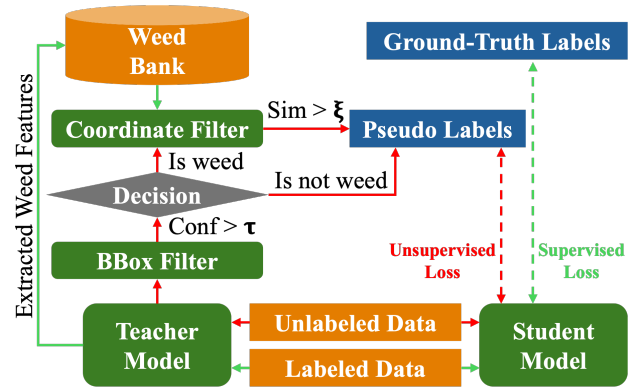 Weed
Bank
Ground-Truth Labels
Extracted Weed Features
Coordinate Filter
Sim > ξ
Pseudo Labels
Is weed
Decision
Is not weed
Conf > τ
BBox Filter
Unsupervised
Loss
Supervised
Loss
Teacher
Model
Unlabeled Data
Labeled Data
Student
Model